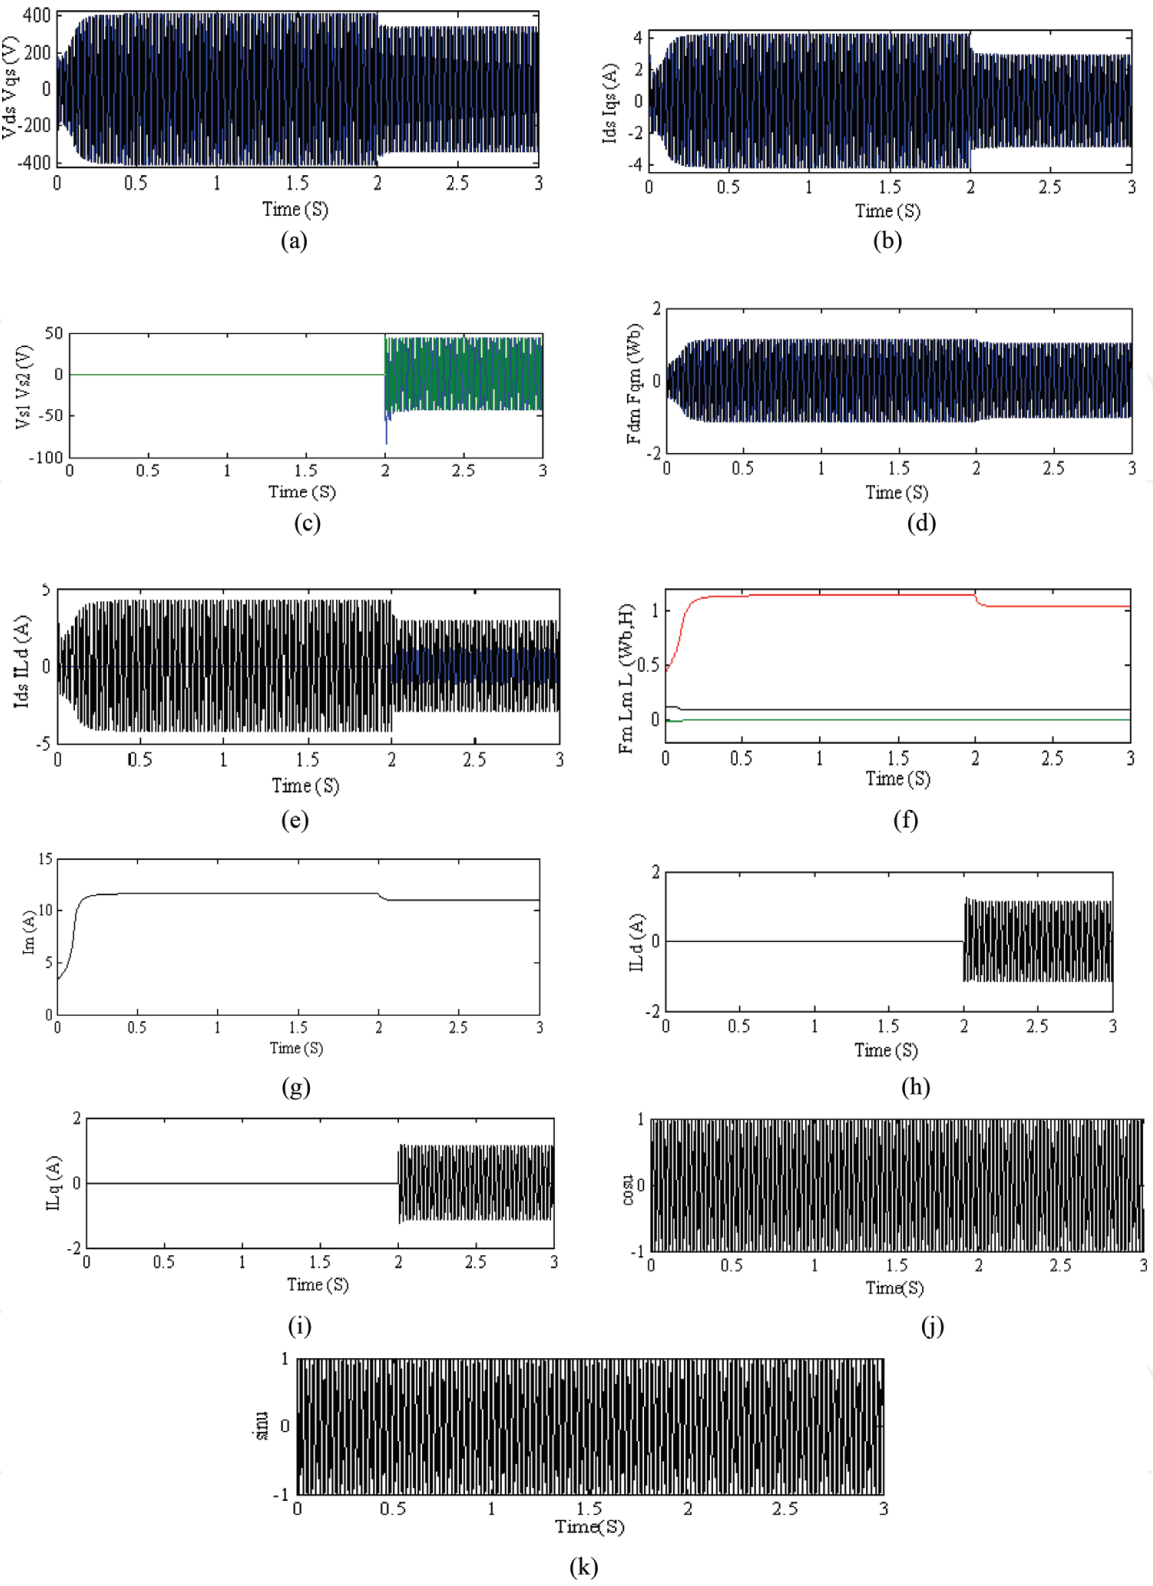 400
200
0
-200
-400
Vds Vqs (V)
0 0.5 1 1.5 2 2.5 3
Time (S)
(a)
4
2
0
-2
-4
Ids Iqs (A)
0 0.5 1 1.5 2 2.5 3
Time (S)
(b)
50
0
-50
-100
Vs1 Vs2 (V)
0 0.5 1 1.5 2 2.5 3
Time (S)
(c)
2
1
0
-2
Fdm Fqm (Wb)
0 0.5 1 1.5 2 2.5 3
Time (S)
(d)
5
0
-5
Ids ILd (A)
0 0.5 1 1.5 2 2.5 3
Time (S)
(e)
1
0.5
0
Fm Lm L (Wb,H)
0 0.5 1 1.5 2 2.5 3
Time (S)
(f)
15
10
5
0
Im (A)
0 0.5 1 1.5 2 2.5 3
Time (S)
(g)
2
0
-2
ILd (A)
0 0.5 1 1.5 2 2.5 3
Time (S)
(h)
2
0
-2
ILq (A)
0 0.5 1 1.5 2 2.5 3
Time (S)
(i)
1
0
-1
cosu
0 0.5 1 1.5 2 2.5 3
Time(S)
(j)
1
0
-1
sinu
0 0.5 1 1.5 2 2.5 3
Time(S)
(k)